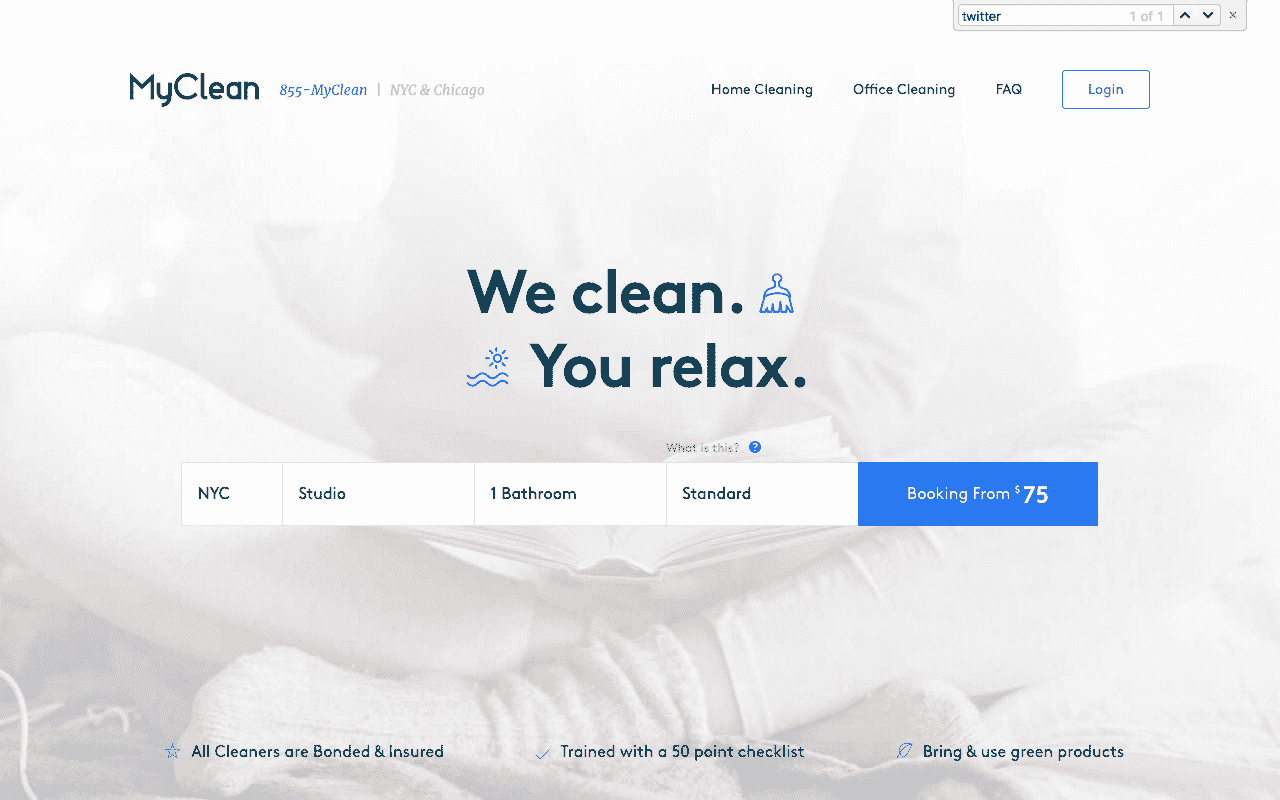 twitter 1 of 1
MyClean 855-MyClean | NYC & Chicago Home Cleaning Office Cleaning FAQ Login
We clean.
You relax.
What is this? ?
NYC Studio 1 Bathroom Standard Booking From $75
All Cleaners are Bonded & Insured Trained with a 50 point checklist Bring & use green products